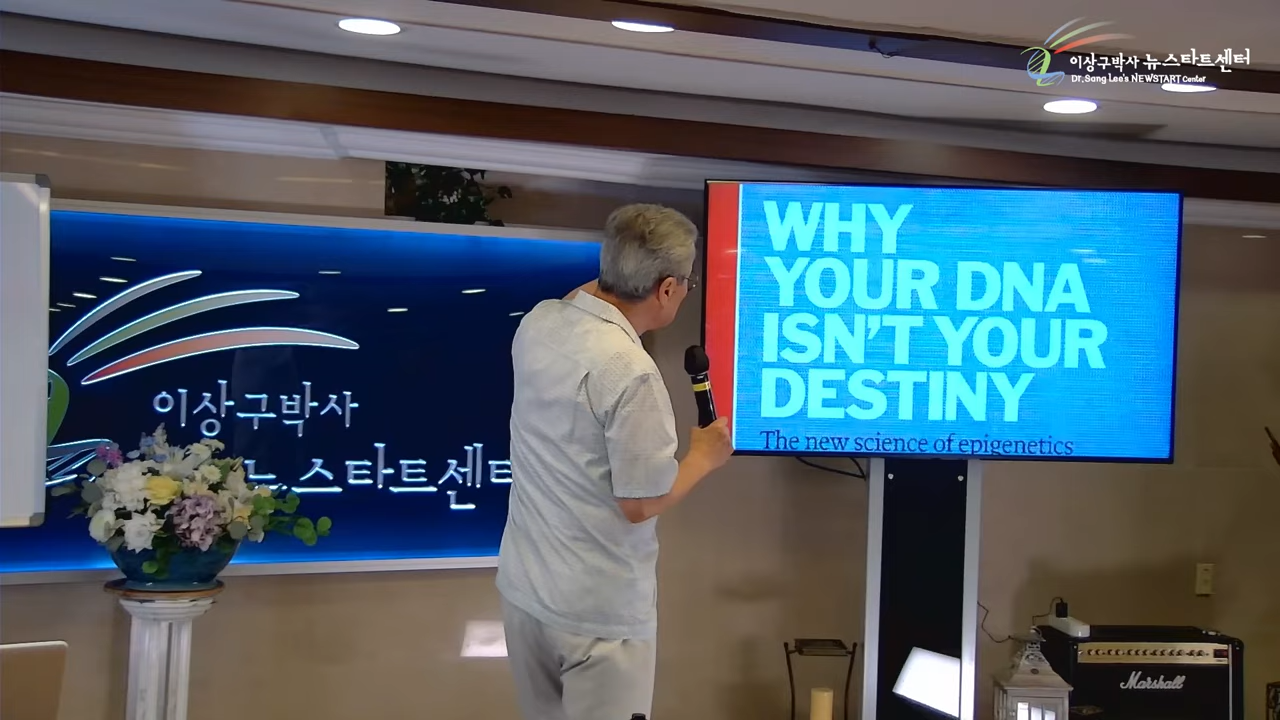 이상구박사 뉴스타트센터
Dr. Sang Lee's NEWSTART Center
WHY
YOUR DNA
ISN'T YOUR
DESTINY
The new science of epigenetics
이상구박사
뉴스타트센터
Marshall